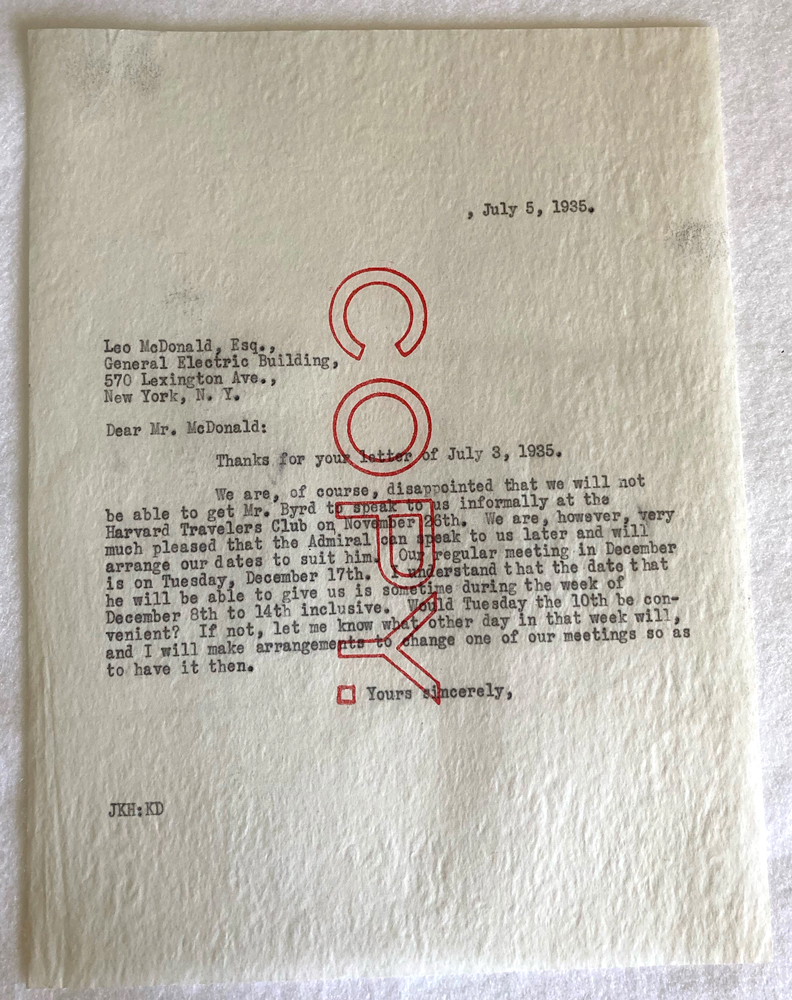 , July 5, 1935.
COPY.
Leo McDonald, Esq.,
General Electric Building,
570 Lexington Ave.,
New York, N. Y.
Dear Mr. McDonald:
Thanks for your letter of July 3, 1935.
We are, of course, disappointed that we will not
be able to get Mr. Byrd to speak to us informally at the
Harvard Travelers Club on November 26th. We are, however, very
much pleased that the Admiral can speak to us later and will
arrange our dates to suit him. Our regular meeting in December
is on Tuesday, December 17th. I understand that the date that
he will be able to give us is sometime during the week of
December 8th to 14th inclusive. Would Tuesday the 10th be con-
venient? If not, let me know what other day in that week will,
and I will make arrangements to change one of our meetings so as
to have it then.
Yours sincerely,
JKH:KD